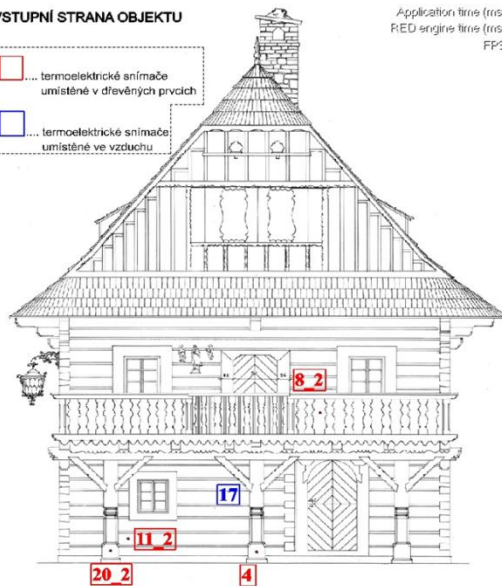 VSTUPNÍ STRANA OBJEKTU
Application time (ms
RED engine time (ms
FPS
.... termoelektrické snímače
umístěné v dřevěných prvcích
.... termoelektrické snímače
umístěné ve vzduchu
8_2
17
11_2
20_2
4